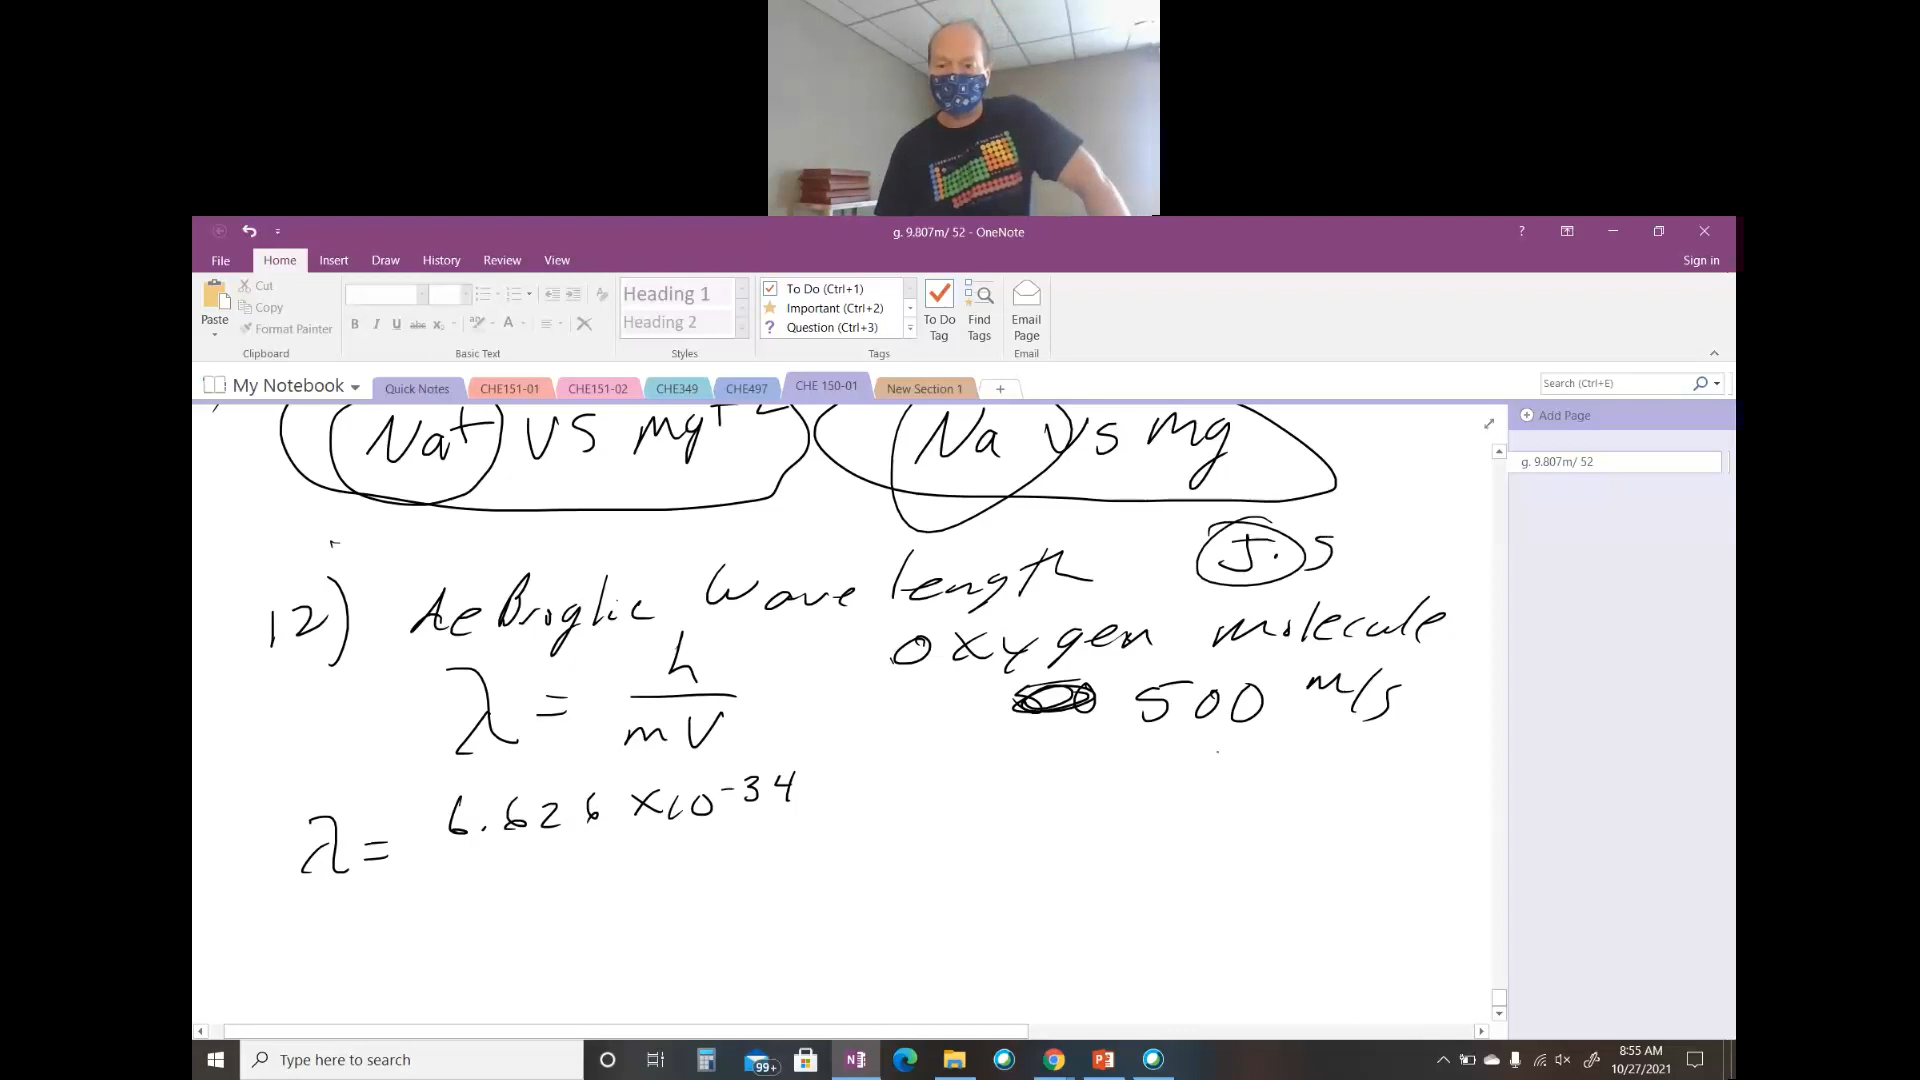 g. 9.807m/ 52 - OneNote
?
File Home Insert Draw History Review View Sign in
Paste
Cut
Copy
Format Painter
Clipboard
B I U abc x₂ A
Basic Text
Heading 1
Heading 2
Styles
To Do (Ctrl+1)
Important (Ctrl+2)
? Question (Ctrl+3)
Tags
To Do
Tag
Find
Tags
Email
Page
Email
My Notebook Quick Notes CHE151-01 CHE151-02 CHE349 CHE497 CHE 150-01 New Section 1 +
Search (Ctrl+E)
Add Page
g. 9.807m/ 52
Na⁺ VS mg⁺² Na VS mg
J. S
12) deBroglie Wave length
oxygen molecule
λ = h / mV
500 m/s
λ = 6.626 x10⁻³⁴
Type here to search
99+
N
P
8:55 AM
10/27/2021